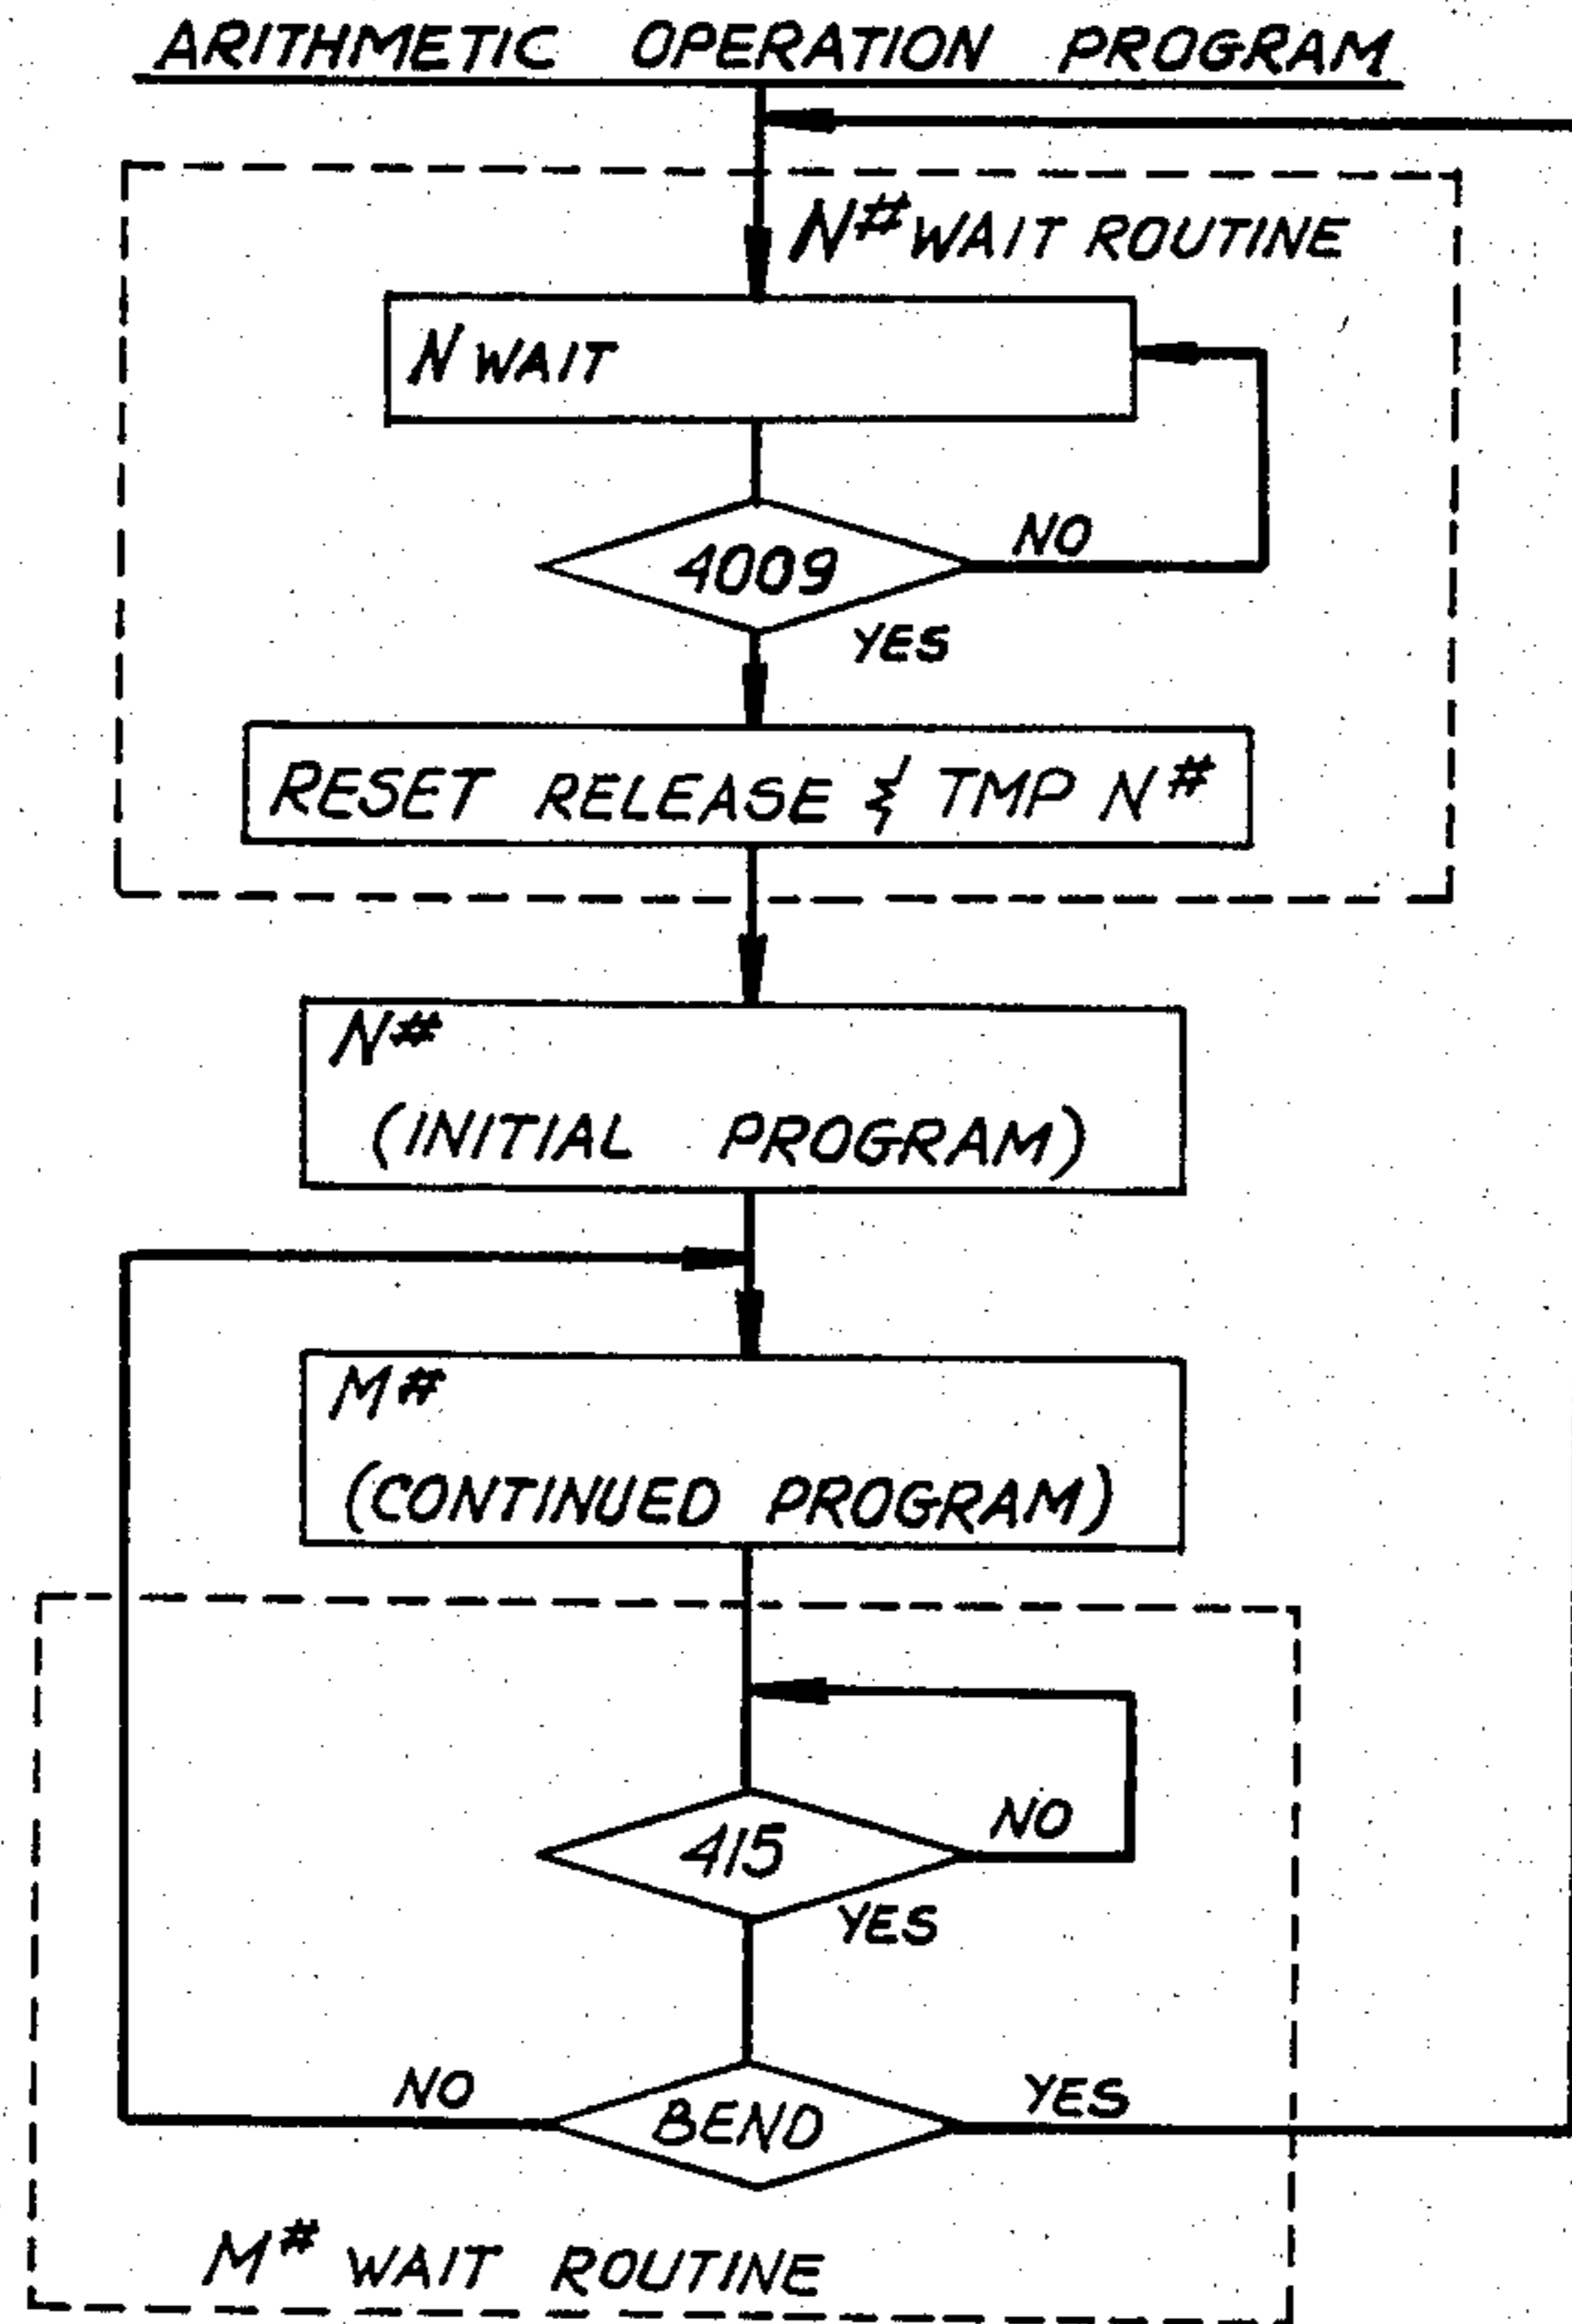 ARITHMETIC OPERATION PROGRAM
N# WAIT ROUTINE
N WAIT
4009
NO
YES
RESET RELEASE & TMP N#
N#
(INITIAL PROGRAM)
M#
(CONTINUED PROGRAM)
415
NO
YES
NO
BEND
YES
M# WAIT ROUTINE